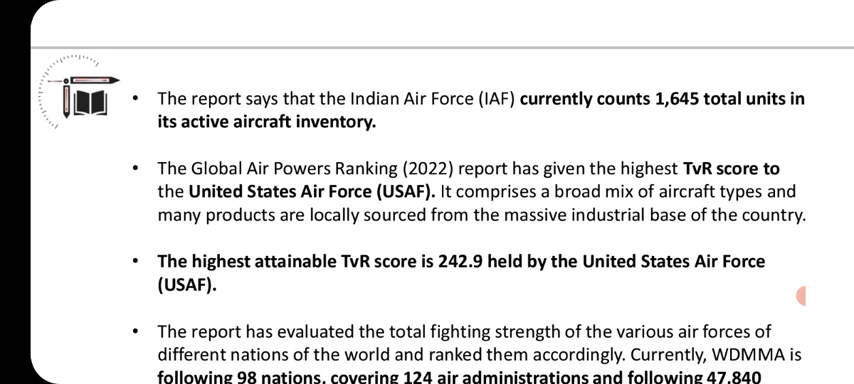 • The report says that the Indian Air Force (IAF) currently counts 1,645 total units in
its active aircraft inventory.
• The Global Air Powers Ranking (2022) report has given the highest TvR score to
the United States Air Force (USAF). It comprises a broad mix of aircraft types and
many products are locally sourced from the massive industrial base of the country.
• The highest attainable TvR score is 242.9 held by the United States Air Force
(USAF).
• The report has evaluated the total fighting strength of the various air forces of
different nations of the world and ranked them accordingly. Currently, WDMMA is
following 98 nations, covering 124 air administrations and following 47,840